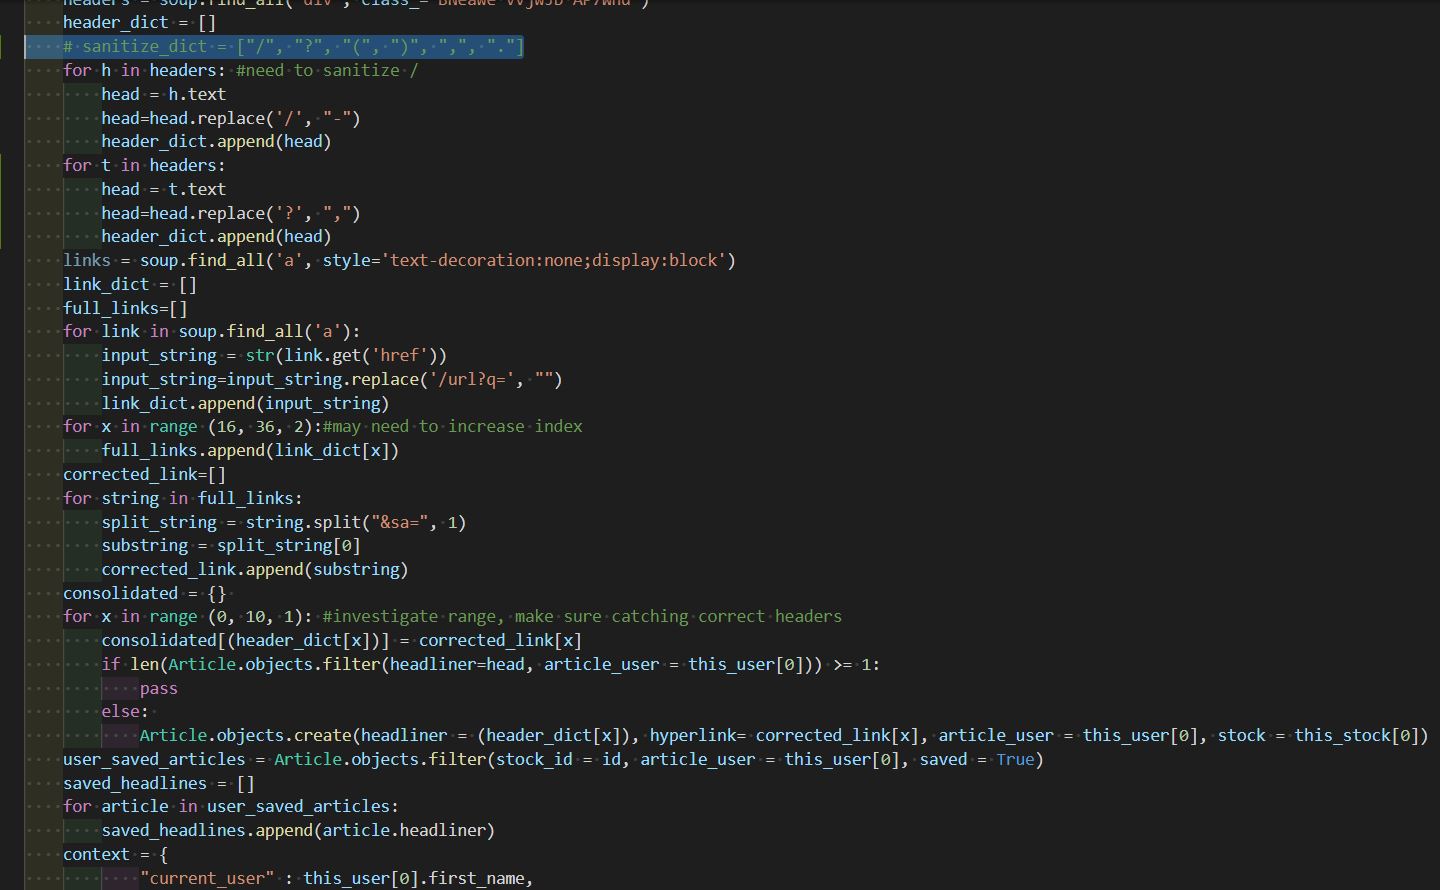 header_dict = []
# sanitize_dict = ["/", "?", "(", ")", ",", "."]
for h in headers: #need to sanitize /
head = h.text
head=head.replace('/', "-")
header_dict.append(head)
for t in headers:
head = t.text
head=head.replace('?', ",")
header_dict.append(head)
links = soup.find_all('a', style='text-decoration:none;display:block')
link_dict = []
full_links=[]
for link in soup.find_all('a'):
input_string = str(link.get('href'))
input_string=input_string.replace('/url?q=', "")
link_dict.append(input_string)
for x in range (16, 36, 2):#may need to increase index
full_links.append(link_dict[x])
corrected_link=[]
for string in full_links:
split_string = string.split("&sa=", 1)
substring = split_string[0]
corrected_link.append(substring)
consolidated = {}
for x in range (0, 10, 1): #investigate range, make sure catching correct headers
consolidated[(header_dict[x])] = corrected_link[x]
if len(Article.objects.filter(headliner=head, article_user = this_user[0])) >= 1:
pass
else:
Article.objects.create(headliner = (header_dict[x]), hyperlink= corrected_link[x], article_user = this_user[0], stock = this_stock[0])
user_saved_articles = Article.objects.filter(stock_id = id, article_user = this_user[0], saved = True)
saved_headlines = []
for article in user_saved_articles:
saved_headlines.append(article.headliner)
context = {
"current_user" : this_user[0].first_name,